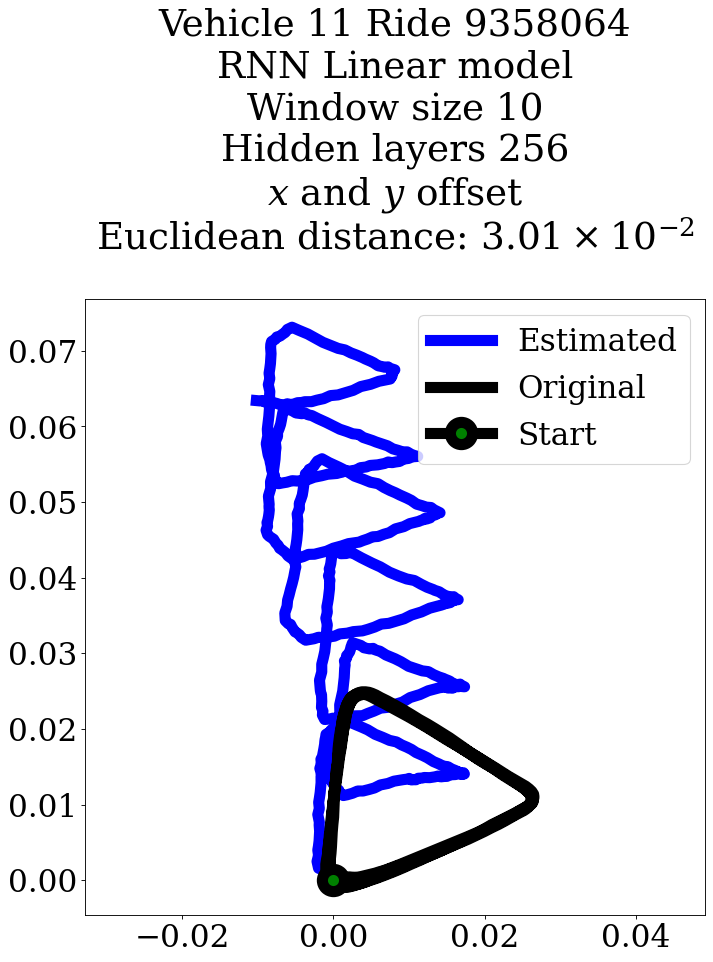 Vehicle 11 Ride 9358064
RNN Linear model
Window size 10
Hidden layers 256
x and y offset
Euclidean distance: 3.01 × 10⁻²
Estimated
Original
Start
0.07
0.06
0.05
0.04
0.03
0.02
0.01
0.00
−0.02
0.00
0.02
0.04